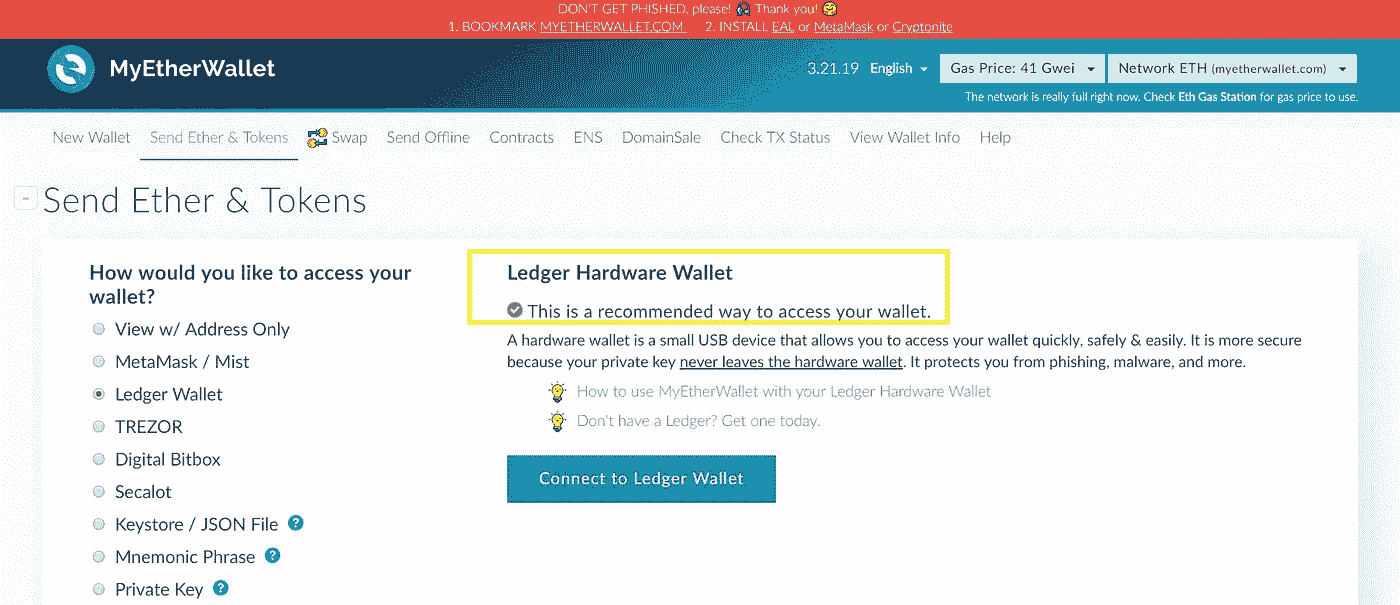 DON'T GET PHISHED, please! 🎣 Thank you! 🤗
1. BOOKMARK MYETHERWALLET.COM 2. INSTALL EAL or MetaMask or Cryptonite
MyEtherWallet
3.21.19 English Gas Price: 41 Gwei Network ETH (myetherwallet.com)
The network is really full right now. Check Eth Gas Station for gas price to use.
New Wallet Send Ether & Tokens Swap Send Offline Contracts ENS DomainSale Check TX Status View Wallet Info Help
Send Ether & Tokens
How would you like to access your
wallet?
View w/ Address Only
MetaMask / Mist
Ledger Wallet
TREZOR
Digital Bitbox
Secalot
Keystore / JSON File ?
Mnemonic Phrase ?
Private Key ?
Ledger Hardware Wallet
This is a recommended way to access your wallet.
A hardware wallet is a small USB device that allows you to access your wallet quickly, safely & easily. It is more secure
because your private key never leaves the hardware wallet. It protects you from phishing, malware, and more.
How to use MyEtherWallet with your Ledger Hardware Wallet
Don't have a Ledger? Get one today.
Connect to Ledger Wallet